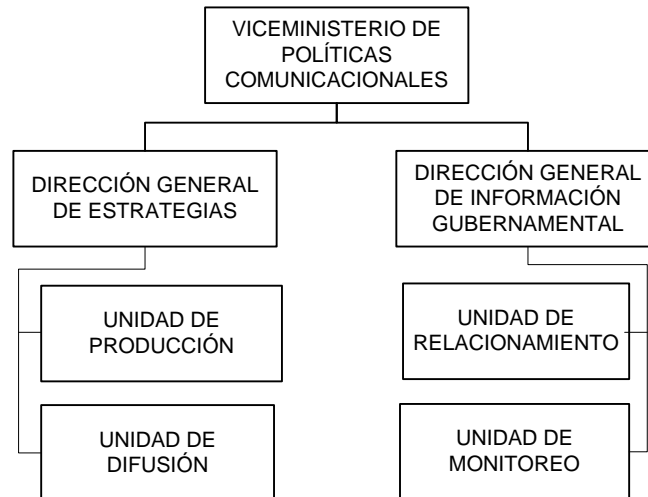 VICEMINISTERIO DE
POLÍTICAS
COMUNICACIONALES
DIRECCIÓN GENERAL
DE ESTRATEGIAS
DIRECCIÓN GENERAL
DE INFORMACIÓN
GUBERNAMENTAL
UNIDAD DE
PRODUCCIÓN
UNIDAD DE
RELACIONAMIENTO
UNIDAD DE
DIFUSIÓN
UNIDAD DE
MONITOREO